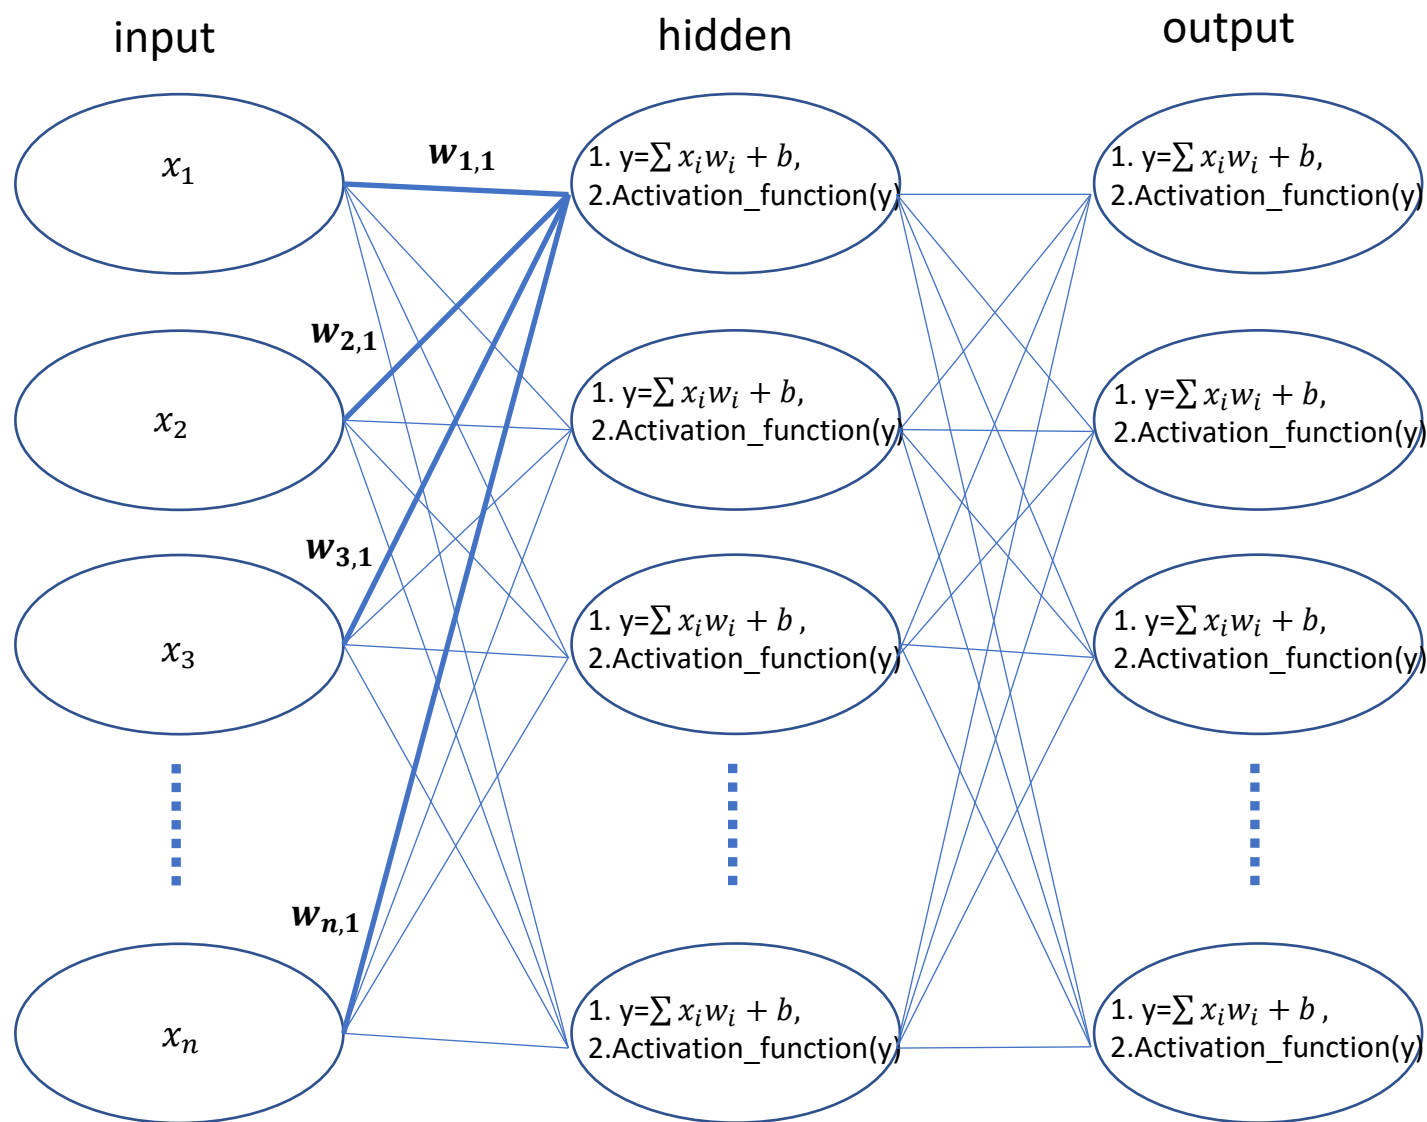 input hidden output
x₁
w₁,₁
1. y=∑ xᵢwᵢ + b,
2.Activation_function(y)
1. y=∑ xᵢwᵢ + b,
2.Activation_function(y)
w₂,₁
x₂
1. y=∑ xᵢwᵢ + b,
2.Activation_function(y)
1. y=∑ xᵢwᵢ + b,
2.Activation_function(y)
w₃,₁
x₃
1. y=∑ xᵢwᵢ + b ,
2.Activation_function(y)
1. y=∑ xᵢwᵢ + b,
2.Activation_function(y)
wₙ,₁
xₙ
1. y=∑ xᵢwᵢ + b,
2.Activation_function(y)
1. y=∑ xᵢwᵢ + b ,
2.Activation_function(y)